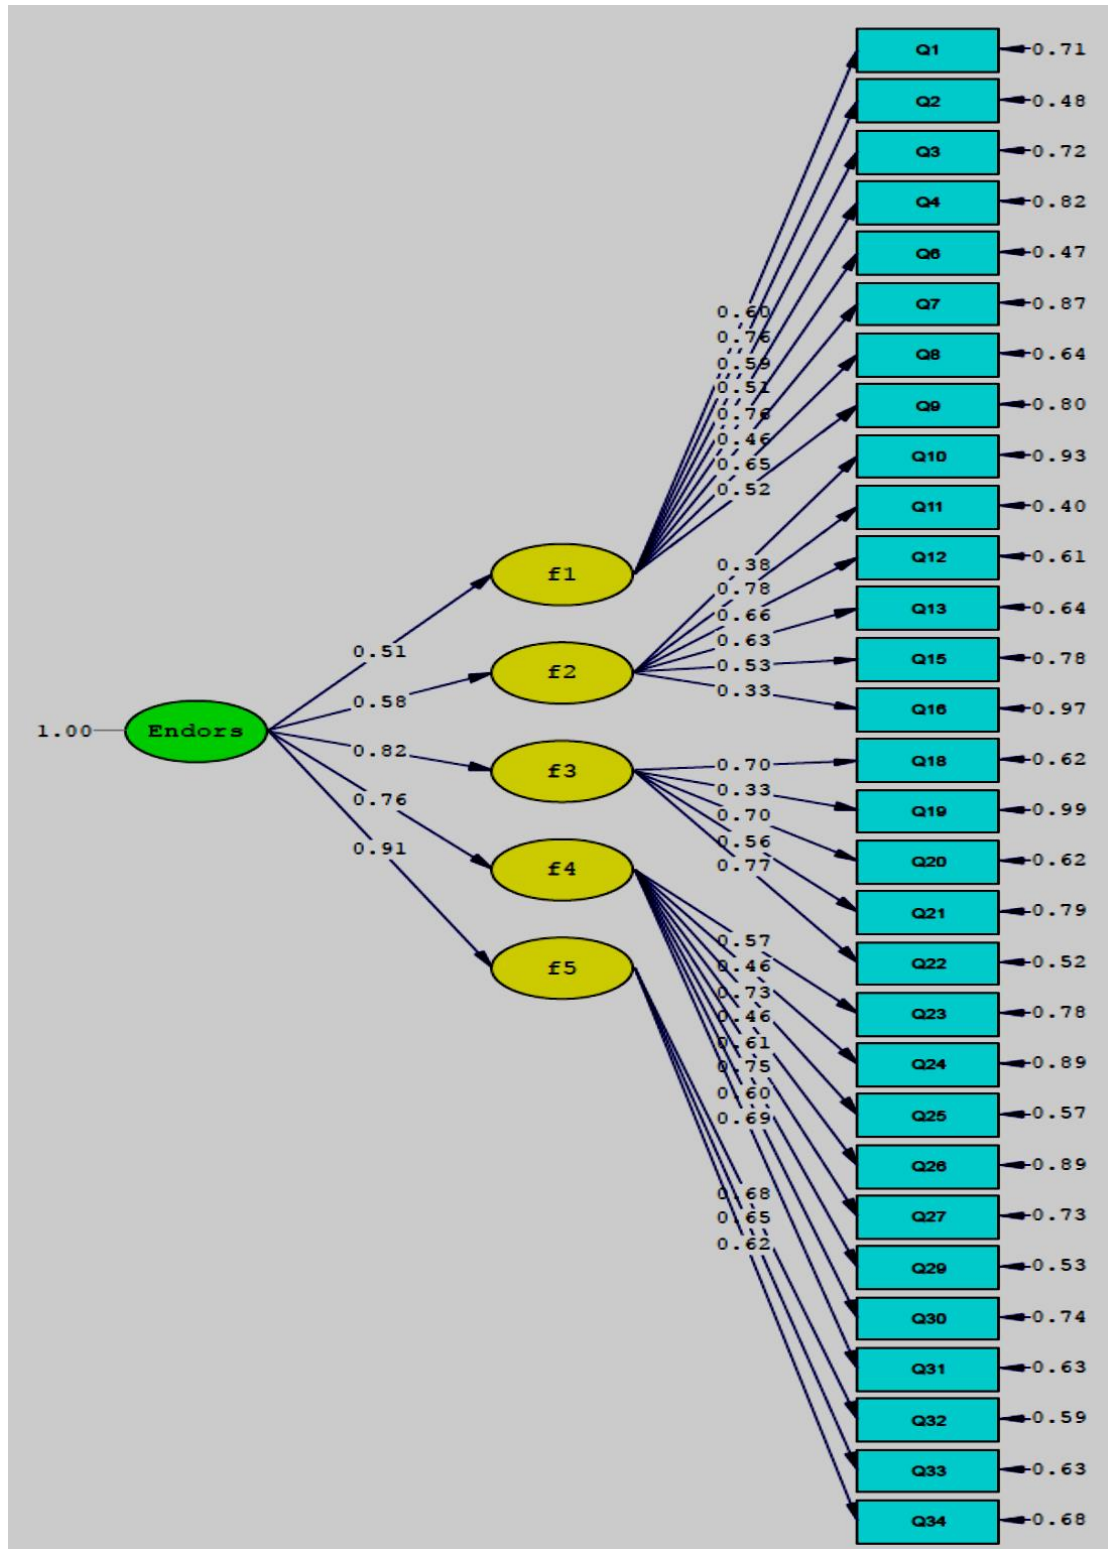 Q1 0.71
Q2 0.48
Q3 0.72
Q4 0.82
Q6 0.47
Q7 0.87
0.60
0.76
Q8 0.64
0.59
0.51
Q9 0.80
0.76
0.46
Q10 0.93
0.65
0.52
Q11 0.40
0.38
Q12 0.61
f1
0.78
Q13 0.64
0.66
0.63
0.51
0.53
Q15 0.78
f2
0.33
0.58
Q16 0.97
1.00 Endors
0.82
0.70
Q18 0.62
f3
0.33
0.76
Q19 0.99
0.70
0.56
0.91
Q20 0.62
0.77
f4
Q21 0.79
0.57
Q22 0.52
f5
0.46
0.73
Q23 0.78
0.46
0.61
Q24 0.89
0.75
0.60
Q25 0.57
0.69
Q26 0.89
0.68
Q27 0.73
0.65
0.62
Q29 0.53
Q30 0.74
Q31 0.63
Q32 0.59
Q33 0.63
Q34 0.68